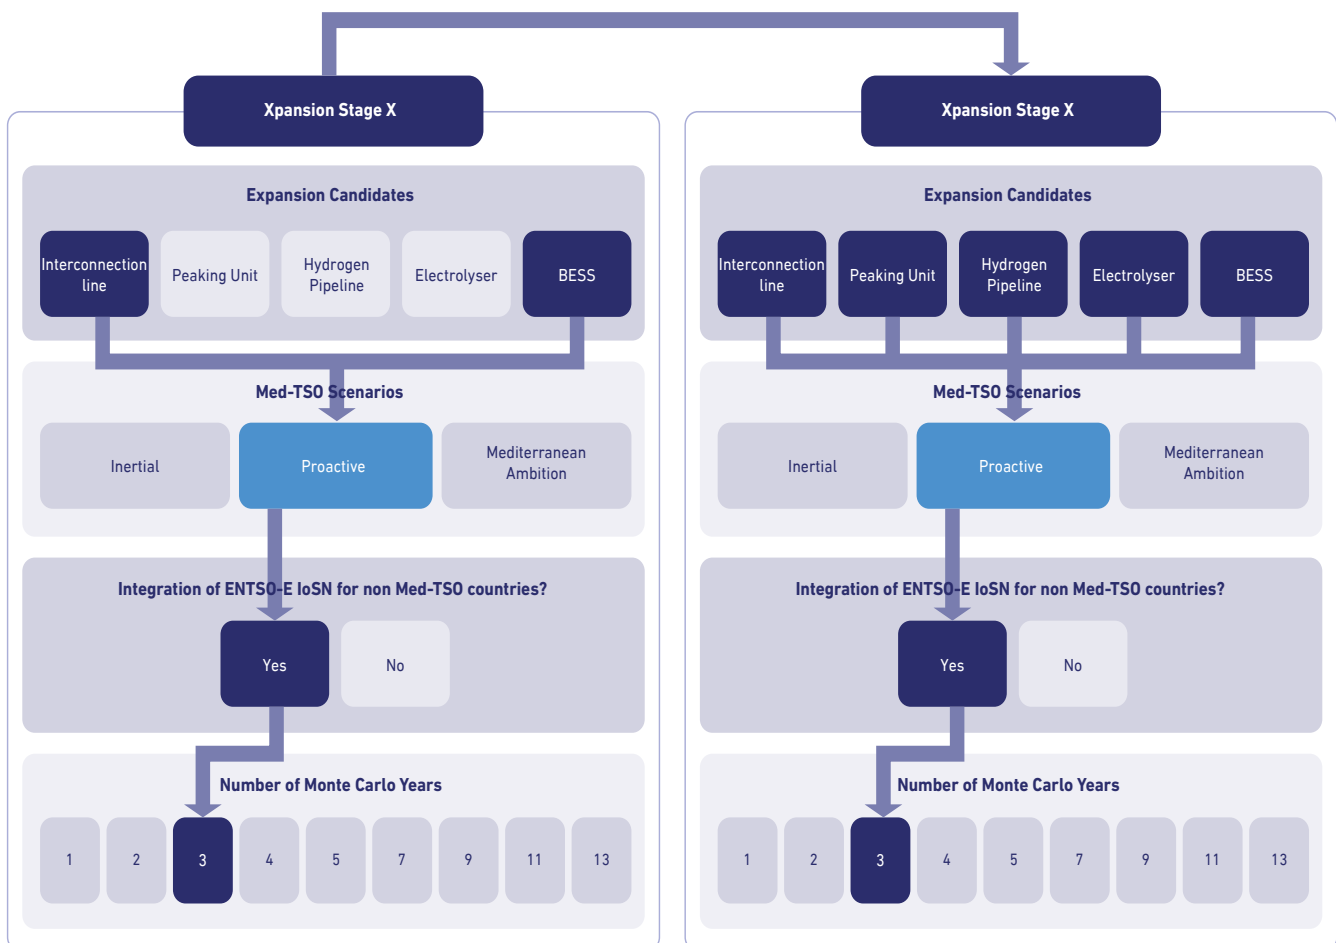 Xpansion Stage X
Expansion Candidates
Interconnection
line
Peaking Unit
Hydrogen
Pipeline
Electrolyser
BESS
Med-TSO Scenarios
Inertial
Proactive
Mediterranean
Ambition
Integration of ENTSO-E IoSN for non Med-TSO countries?
Yes
No
Number of Monte Carlo Years
1
2
3
4
5
7
9
11
13
Xpansion Stage X
Expansion Candidates
Interconnection
line
Peaking Unit
Hydrogen
Pipeline
Electrolyser
BESS
Med-TSO Scenarios
Inertial
Proactive
Mediterranean
Ambition
Integration of ENTSO-E IoSN for non Med-TSO countries?
Yes
No
Number of Monte Carlo Years
1
2
3
4
5
7
9
11
13